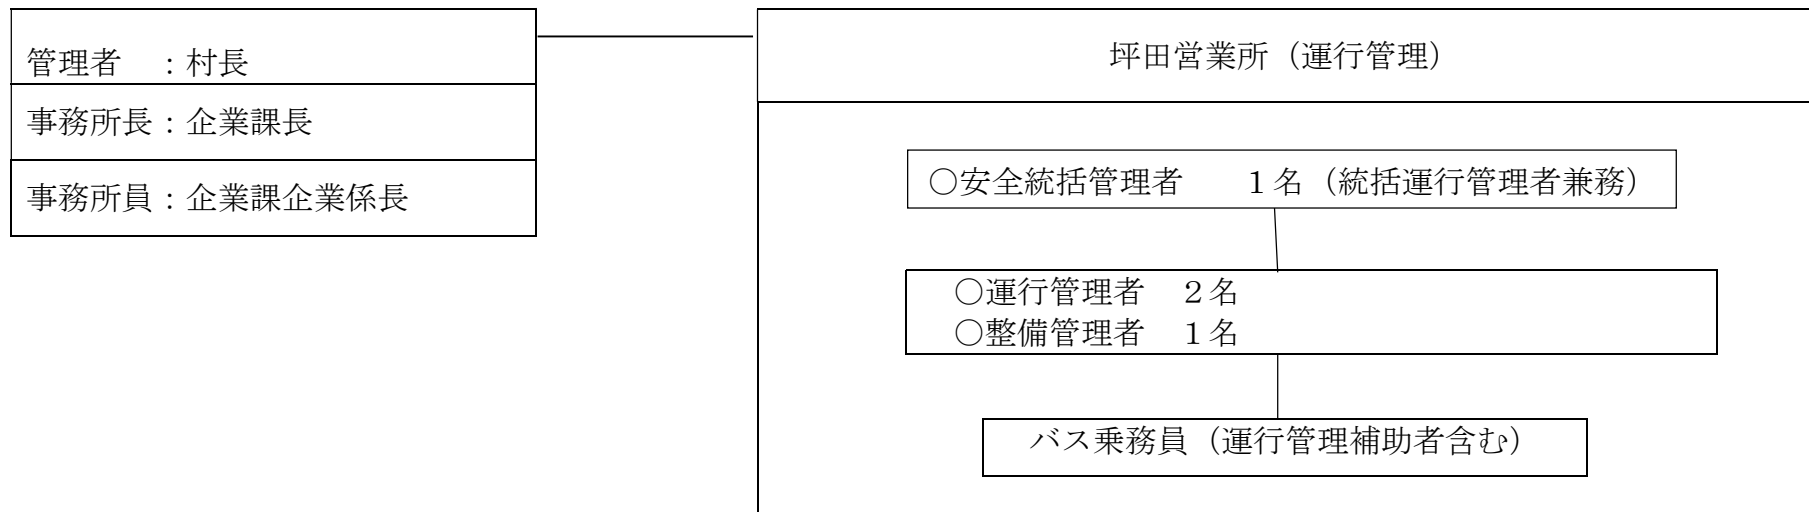 管理者　：村長
事務所長：企業課長
事務所員：企業課企業係長
坪田営業所（運行管理）
○安全統括管理者　　１名（統括運行管理者兼務）
○運行管理者　２名
○整備管理者　１名
バス乗務員（運行管理補助者含む）